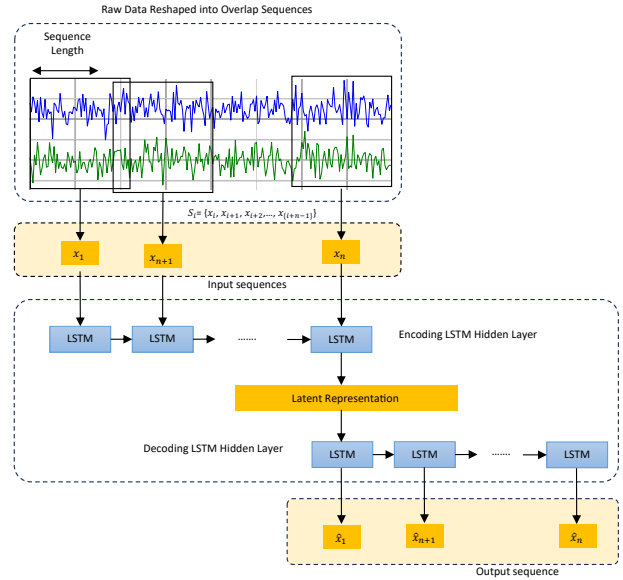 Raw Data Reshaped into Overlap Sequences
Sequence
Length
S_i= {x_i, x_{i+1}, x_{i+2},..., x_{[i+n−1]}}
x_1
x_{n+1}
x_n
Input sequences
LSTM
LSTM
.......
LSTM
Encoding LSTM Hidden Layer
Latent Representation
Decoding LSTM Hidden Layer
LSTM
LSTM
.......
LSTM
x̂_1
x̂_{n+1}
x̂_n
Output sequence